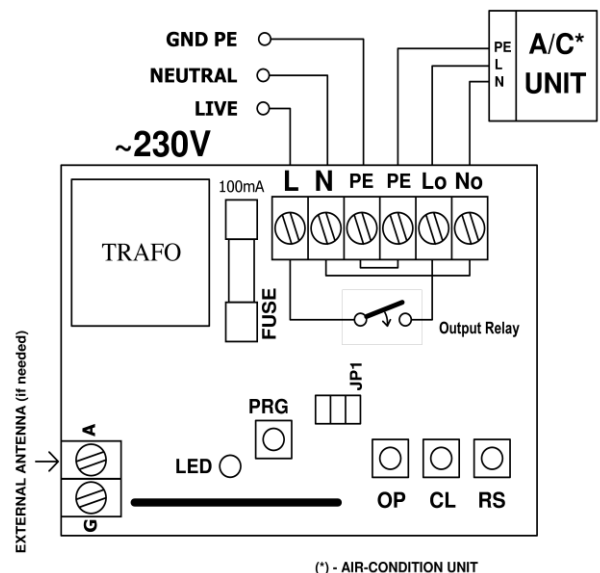 GND PE
NEUTRAL
LIVE
~230V
PE
L
N
A/C*
UNIT
100mA
L N PE PE Lo No
TRAFO
FUSE
Output Relay
JP1
PRG
LED
OP CL RS
EXTERNAL ANTENNA (if needed)
A
G
(*) - AIR-CONDITION UNIT